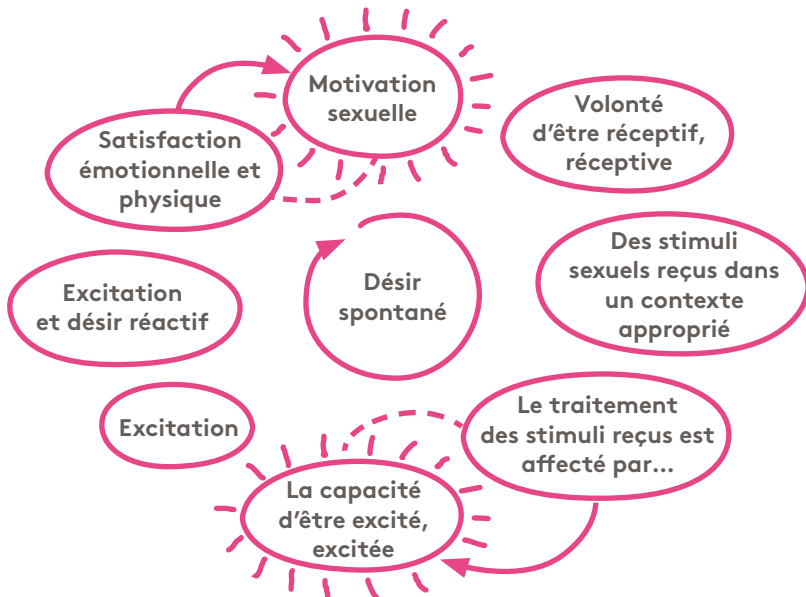 Motivation
sexuelle
Volonté
d'être réceptif,
réceptive
Des stimuli
sexuels reçus dans
un contexte
approprié
Le traitement
des stimuli reçus est
affecté par...
La capacité
d'être excité,
excitée
Excitation
Excitation
et désir réactif
Satisfaction
émotionnelle et
physique
Désir
spontané